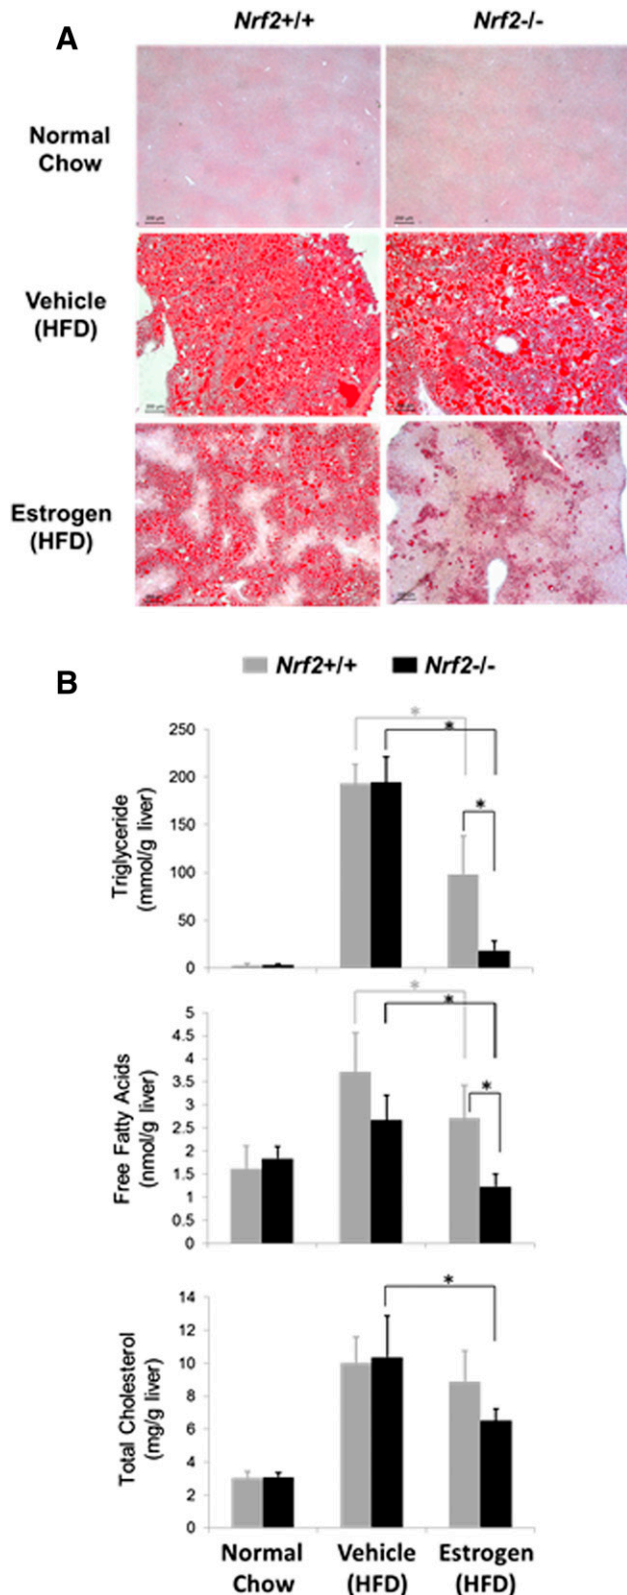 A
Nrf2+/+ Nrf2-/-
Normal
Chow
Vehicle
(HFD)
Estrogen
(HFD)
B
Nrf2+/+ Nrf2-/-
Triglyceride
(mmol/g liver)
250
200
150
100
50
0
* * *
Free Fatty Acids
(nmol/g liver)
5
4.5
4
3.5
3
2.5
2
1.5
1
0.5
0
* * *
Total Cholesterol
(mg/g liver)
14
12
10
8
6
4
2
0
*
Normal Vehicle Estrogen
Chow (HFD) (HFD)